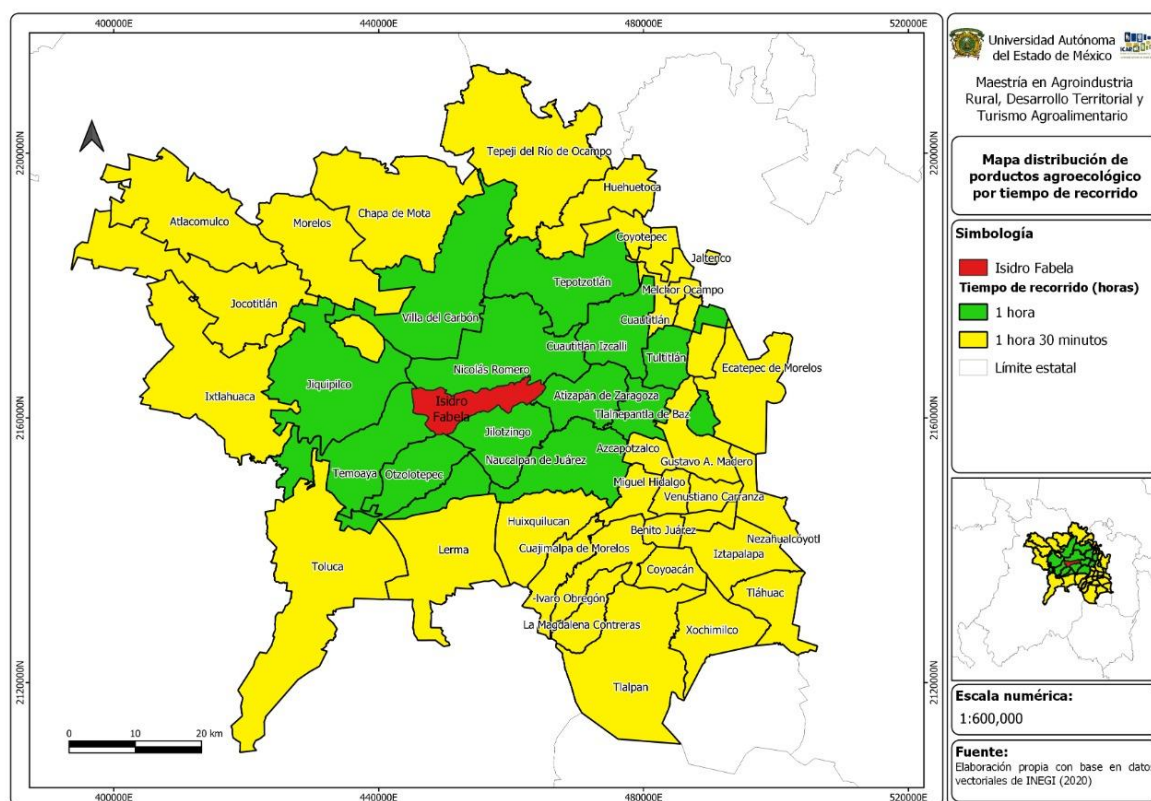 400000E
440000E
480000E
520000E
2200000N
2160000N
2120000N
2200000N
2160000N
2120000N
Tepeji del Río de Ocampo
Huehuetoca
Atlacomulco
Morelos
Chapa de Mota
Coyotepec
Jaltenco
Tepotzotlán
Jocotitlán
Melchor Ocampo
Villa del Carbón
Cuautitlán
Cuautitlán Izcalli
Tultitlán
Nicolás Romero
Ecatepec de Morelos
Jiquipilco
Ixtlahuaca
Isidro
Fabela
Atizapán de Zaragoza
Tlalnepantla de Baz
Jilotzingo
Azcapotzalco
Naucalpan de Juárez
Gustavo A. Madero
Temoaya
Otzolotepec
Miguel Hidalgo
Venustiano Carranza
Huixquilucan
Benito Juárez
Nezahualcóyotl
Lerma
Cuajimalpa de Morelos
Iztapalapa
Toluca
Coyoacán
Tláhuac
-lvaro Obregón
La Magdalena Contreras
Xochimilco
Tlalpan
0 10 20 km
400000E
440000E
480000E
520000E
Universidad Autónoma
del Estado de México
ICAR
Maestría en Agroindustria
Rural, Desarrollo Territorial y
Turismo Agroalimentario
Mapa distribución de
porductos agroecológico
por tiempo de recorrido
Simbología
Isidro Fabela
Tiempo de recorrido (horas)
1 hora
1 hora 30 minutos
Límite estatal
Escala numérica:
1:600,000
Fuente:
Elaboración propia con base en datos
vectoriales de INEGI (2020)